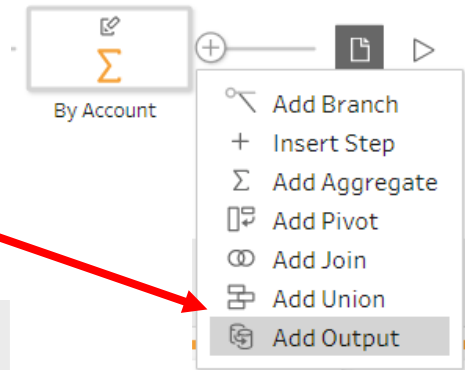 By Account
Add Branch
Insert Step
Add Aggregate
Add Pivot
Add Join
Add Union
Add Output